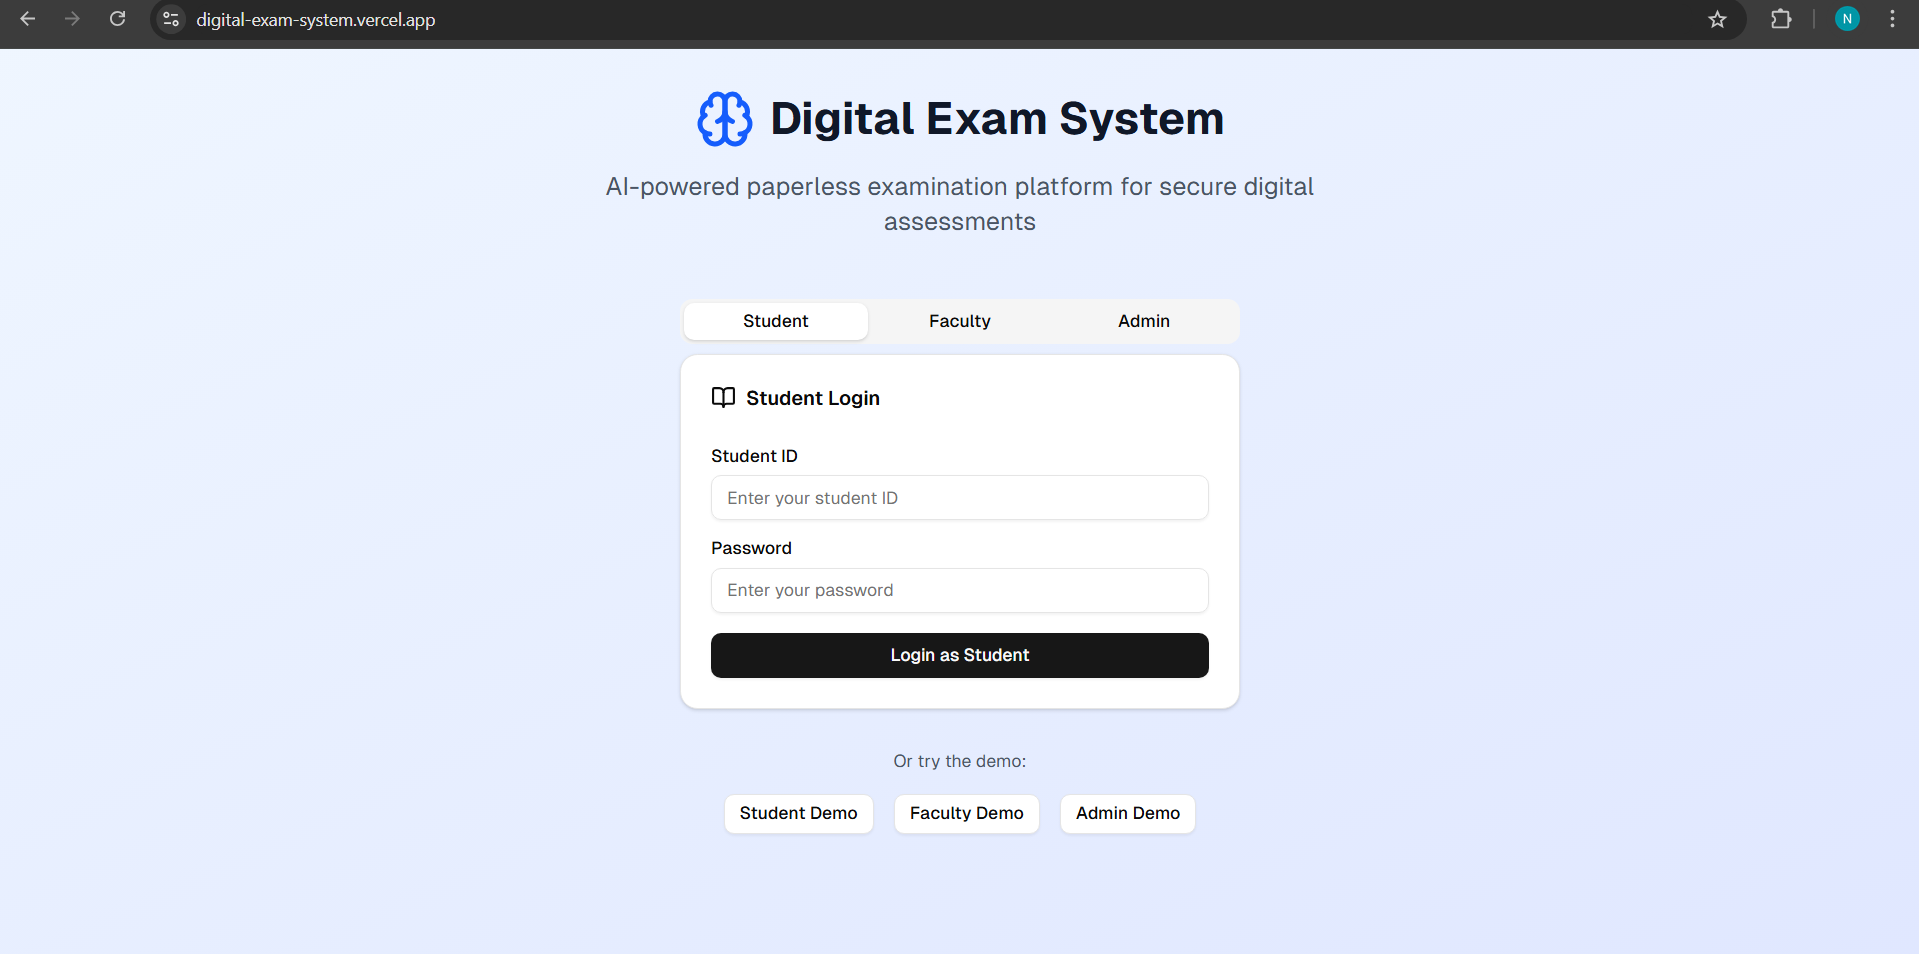 digital-exam-system.vercel.app
N
Digital Exam System
AI-powered paperless examination platform for secure digital
assessments
Student Faculty Admin
Student Login
Student ID
Enter your student ID
Password
Enter your password
Login as Student
Or try the demo:
Student Demo Faculty Demo Admin Demo